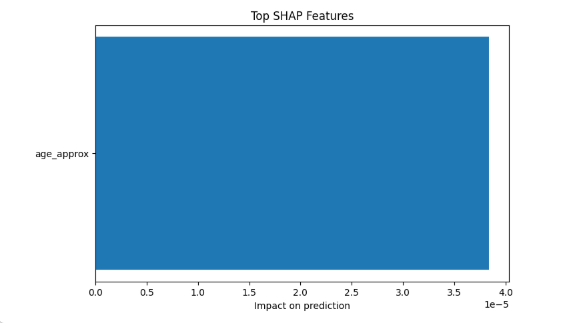 Top SHAP Features
age_approx
0.0 0.5 1.0 1.5 2.0 2.5 3.0 3.5 4.0
1e−5
Impact on prediction